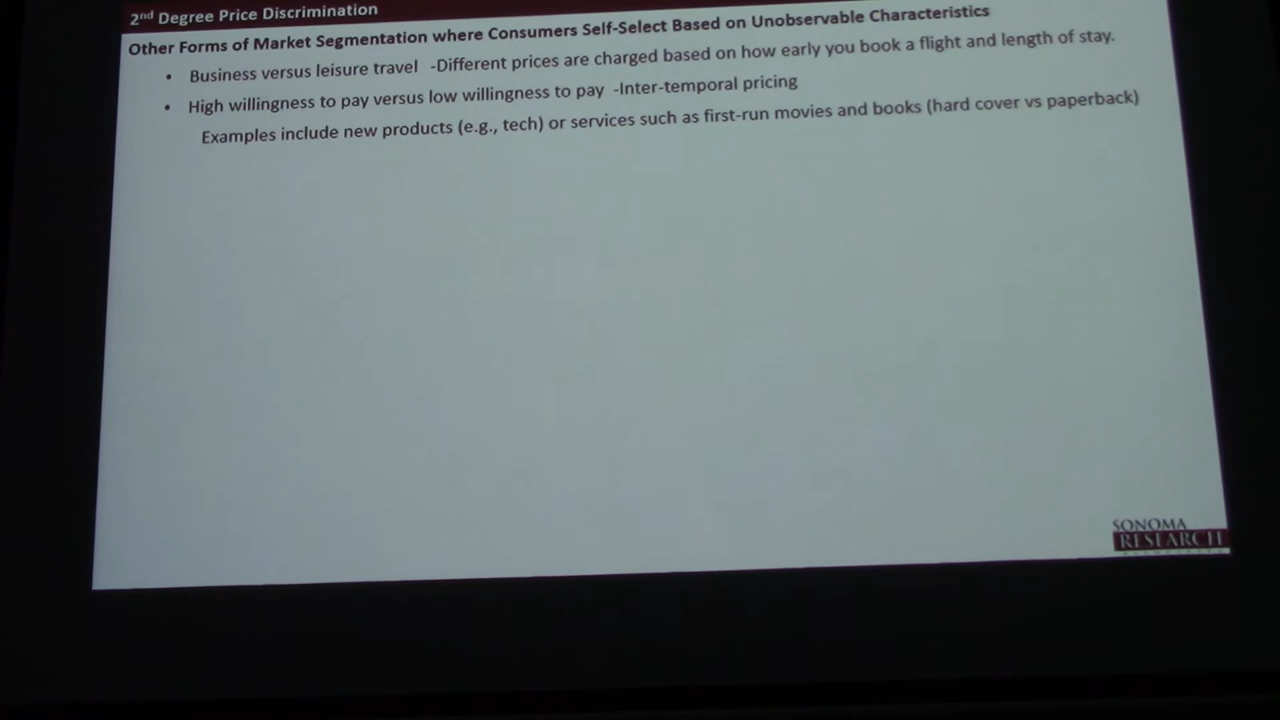 2nd Degree Price Discrimination
Other Forms of Market Segmentation where Consumers Self-Select Based on Unobservable Characteristics
• Business versus leisure travel -Different prices are charged based on how early you book a flight and length of stay.
• High willingness to pay versus low willingness to pay -Inter-temporal pricing
Examples include new products (e.g., tech) or services such as first-run movies and books (hard cover vs paperback)
SONOMA
RESEARCH